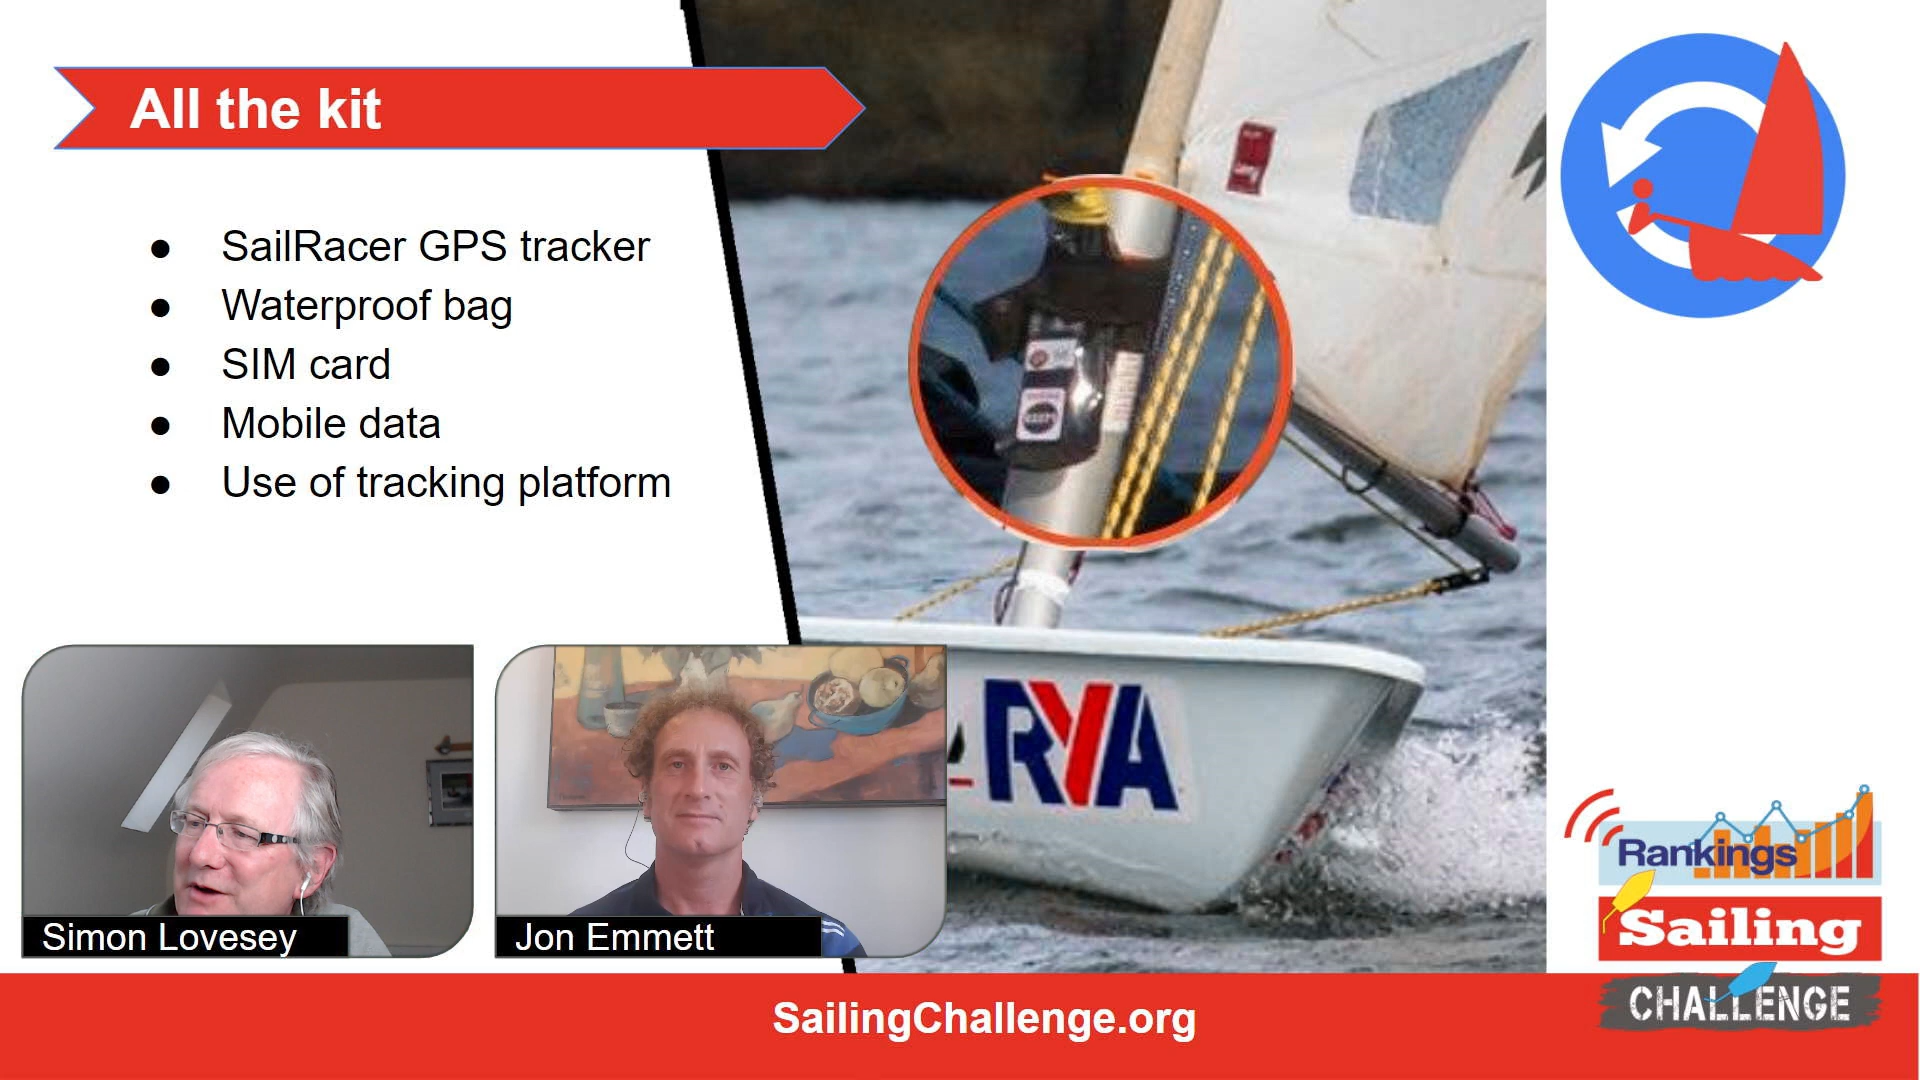 All the kit
SailRacer GPS tracker
Waterproof bag
SIM card
Mobile data
Use of tracking platform
RYA
Simon Lovesey
Jon Emmett
Rankings
Sailing
CHALLENGE
SailingChallenge.org